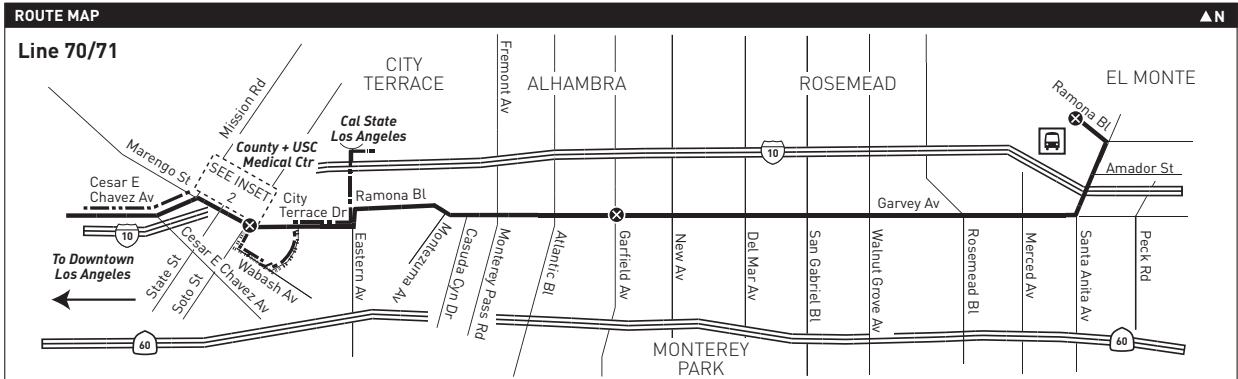 ROUTE MAP
N
Line 70/71
CITY
TERRACE
ALHAMBRA
ROSEMEAD
EL MONTE
Mission Rd
Fremont Av
Ramona Bl
Cal State
Los Angeles
County + USC
Medical Ctr
Marengo St
SEE INSET
2
10
Amador St
Cesar E
Chavez Av
City
Terrace Dr
Ramona Bl
Garvey Av
10
To Downtown
Los Angeles
State St
Soto St
Cesar E Chavez Av
Wabash Av
Eastern Av
Montezuma Av
Casuda Cyn Dr
Monterey Pass Rd
Atlantic Bl
Garfield Av
New Av
Del Mar Av
San Gabriel Bl
Walnut Grove Av
Rosemead Bl
Merced Av
Santa Anita Av
Peck Rd
60
MONTEREY
PARK
60